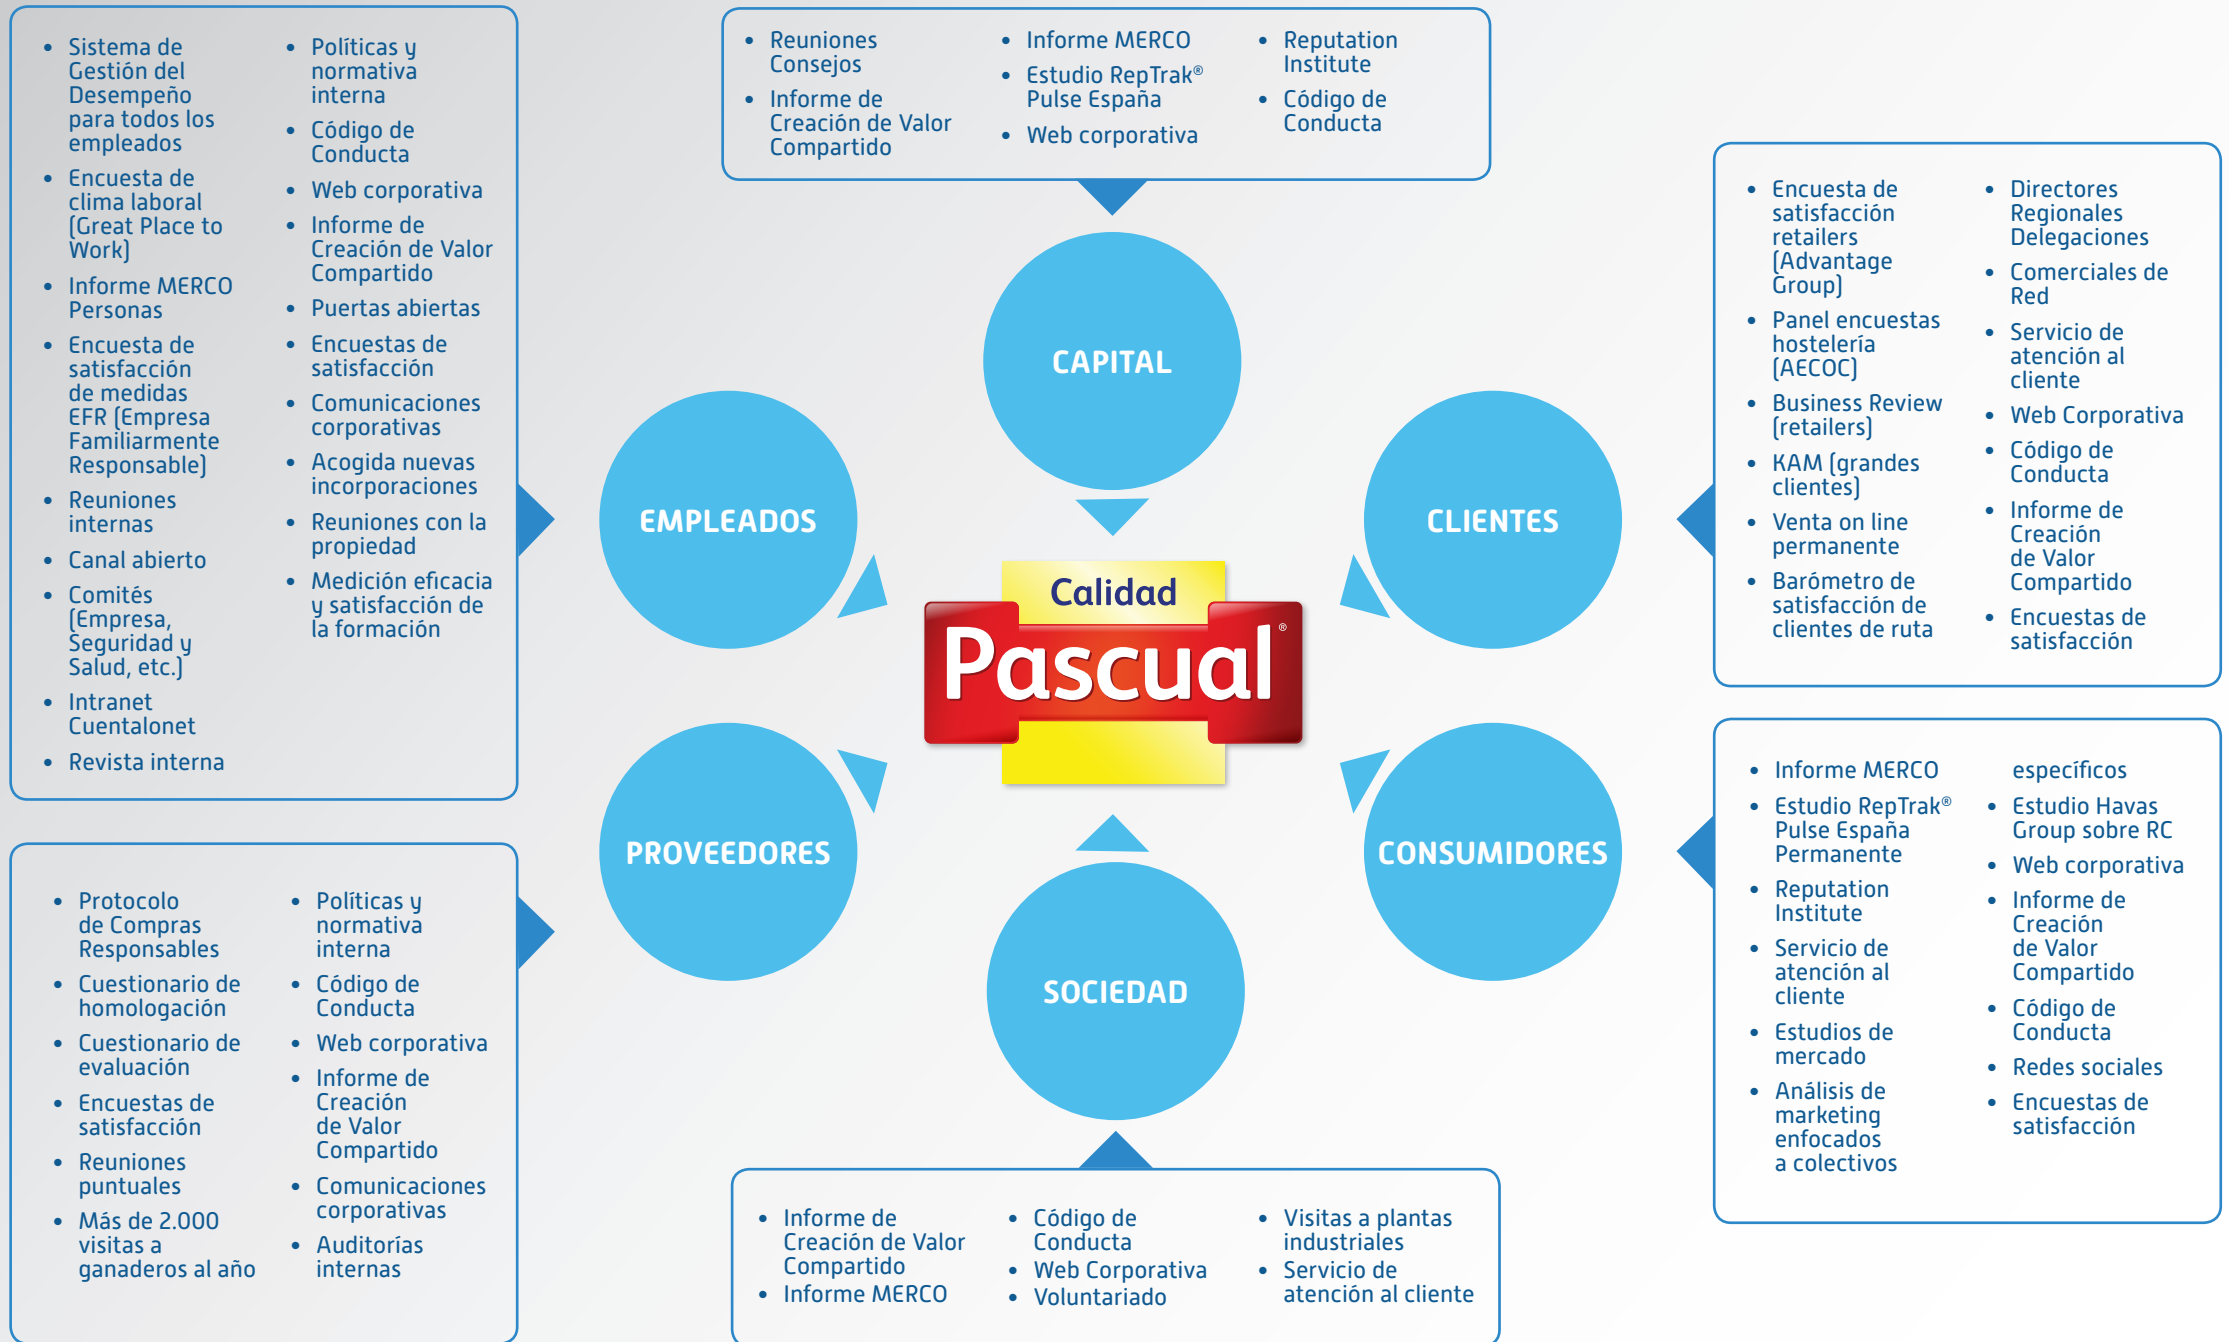 • Sistema de
Gestión del
Desempeño
para todos los
empleados
• Encuesta de
clima laboral
(Great Place to
Work)
• Informe MERCO
Personas
• Encuesta de
satisfacción
de medidas
EFR (Empresa
Familiarmente
Responsable)
• Reuniones
internas
• Canal abierto
• Comités
(Empresa,
Seguridad y
Salud, etc.)
• Intranet
Cuentalonet
• Revista interna
• Políticas y
normativa
interna
• Código de
Conducta
• Web corporativa
• Informe de
Creación de Valor
Compartido
• Puertas abiertas
• Encuestas de
satisfacción
• Comunicaciones
corporativas
• Acogida nuevas
incorporaciones
• Reuniones con la
propiedad
• Medición eficacia
y satisfacción de
la formación
• Reuniones
Consejos
• Informe de
Creación de Valor
Compartido
• Informe MERCO
• Estudio RepTrak®
Pulse España
• Web corporativa
• Reputation
Institute
• Código de
Conducta
• Encuesta de
satisfacción
retailers
(Advantage
Group)
• Panel encuestas
hostelería
(AECOC)
• Business Review
(retailers)
• KAM (grandes
clientes)
• Venta on line
permanente
• Barómetro de
satisfacción de
clientes de ruta
• Directores
Regionales
Delegaciones
• Comerciales de
Red
• Servicio de
atención al
cliente
• Web Corporativa
• Código de
Conducta
• Informe de
Creación
de Valor
Compartido
• Encuestas de
satisfacción
CAPITAL
EMPLEADOS
CLIENTES
Calidad
Pascual®
PROVEEDORES
CONSUMIDORES
SOCIEDAD
• Protocolo
de Compras
Responsables
• Cuestionario de
homologación
• Cuestionario de
evaluación
• Encuestas de
satisfacción
• Reuniones
puntuales
• Más de 2.000
visitas a
ganaderos al año
• Políticas y
normativa
interna
• Código de
Conducta
• Web corporativa
• Informe de
Creación
de Valor
Compartido
• Comunicaciones
corporativas
• Auditorías
internas
• Informe de
Creación de Valor
Compartido
• Informe MERCO
• Código de
Conducta
• Web Corporativa
• Voluntariado
• Visitas a plantas
industriales
• Servicio de
atención al cliente
• Informe MERCO
• Estudio RepTrak®
Pulse España
Permanente
• Reputation
Institute
• Servicio de
atención al
cliente
• Estudios de
mercado
• Análisis de
marketing
enfocados
a colectivos
específicos
• Estudio Havas
Group sobre RC
• Web corporativa
• Informe de
Creación
de Valor
Compartido
• Código de
Conducta
• Redes sociales
• Encuestas de
satisfacción